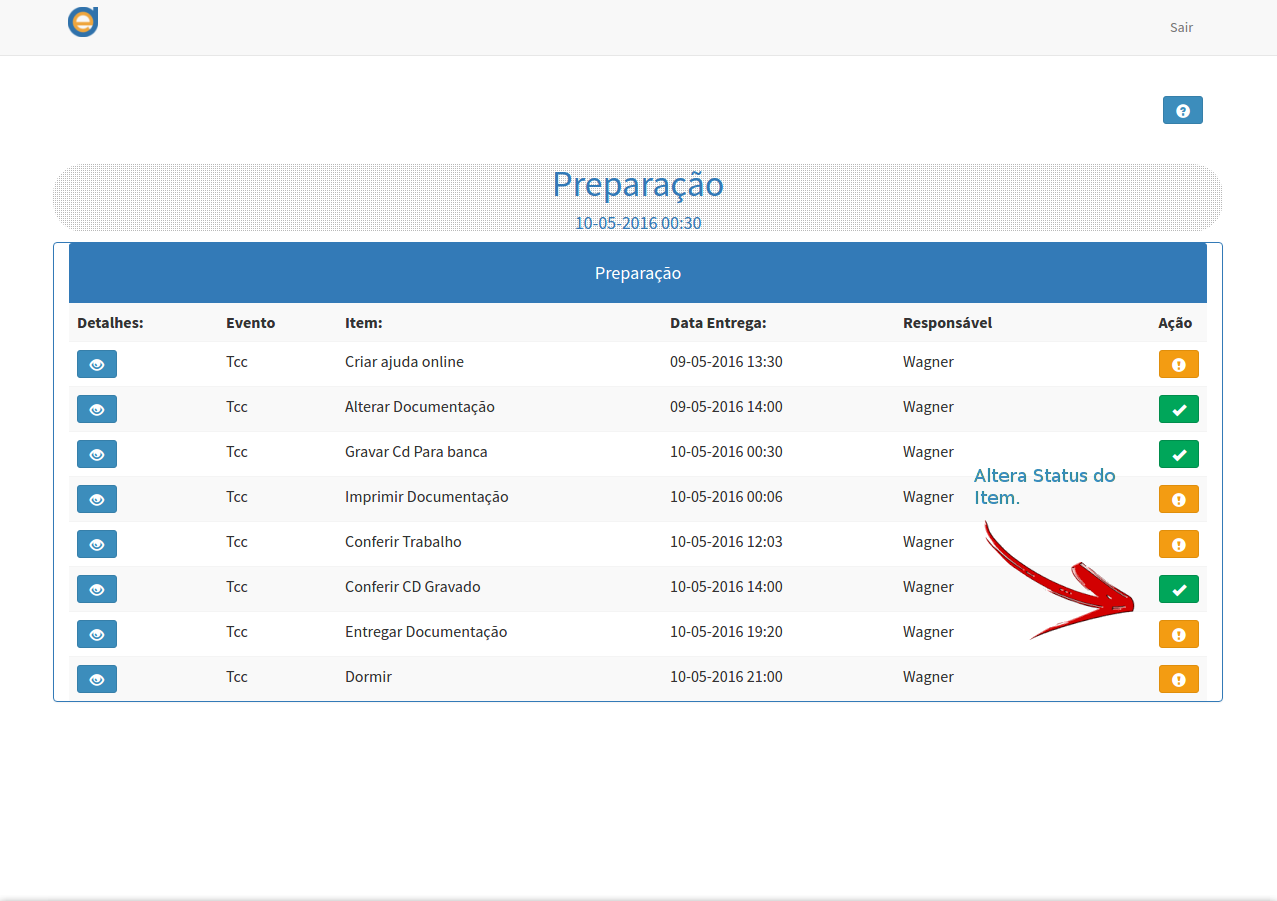 Sair
Preparação
10-05-2016 00:30
Preparação
Detalhes: Evento Item: Data Entrega: Responsável Ação
Tcc Criar ajuda online 09-05-2016 13:30 Wagner
Tcc Alterar Documentação 09-05-2016 14:00 Wagner
Tcc Gravar Cd Para banca 10-05-2016 00:30 Wagner
Altera Status do
Item.
Tcc Imprimir Documentação 10-05-2016 00:06 Wagner
Tcc Conferir Trabalho 10-05-2016 12:03 Wagner
Tcc Conferir CD Gravado 10-05-2016 14:00 Wagner
Tcc Entregar Documentação 10-05-2016 19:20 Wagner
Tcc Dormir 10-05-2016 21:00 Wagner